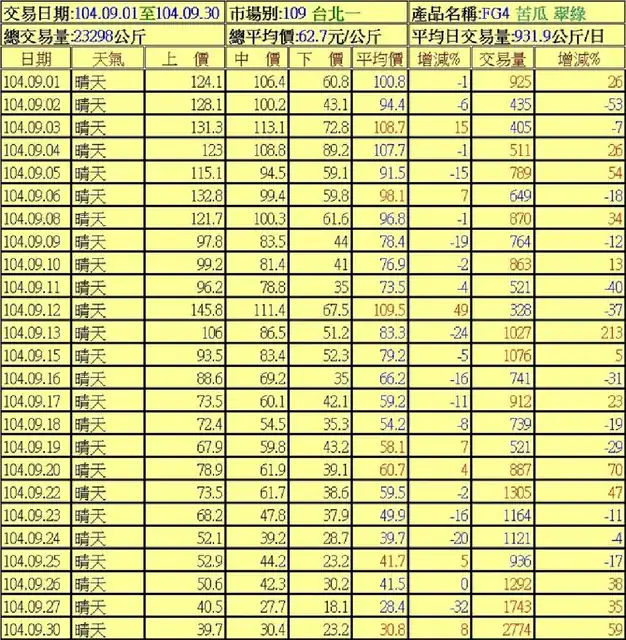 交易日期:104.09.01至104.09.30 市場別:109 台北一 產品名稱:FG4 苦瓜 翠綠
總交易量:23298公斤 總平均價:62.7元/公斤 平均日交易量:931.9公斤/日
日期 天氣 上 價 中 價 下 價 平均價 增減% 交易量 增減%
104.09.01 晴天 124.1 106.4 60.8 100.8 -1 925 26
104.09.02 晴天 128.1 100.2 43.1 94.4 -6 435 -53
104.09.03 晴天 131.3 113.1 72.8 108.7 15 405 -7
104.09.04 晴天 123 108.8 89.2 107.7 -1 511 26
104.09.05 晴天 115.1 94.5 59.1 91.5 -15 789 54
104.09.06 晴天 132.8 99.4 59.8 98.1 7 649 -18
104.09.08 晴天 121.7 100.3 61.6 96.8 -1 870 34
104.09.09 晴天 97.8 83.5 44 78.4 -19 764 -12
104.09.10 晴天 99.2 81.4 41 76.9 -2 863 13
104.09.11 晴天 96.2 78.8 35 73.5 -4 521 -40
104.09.12 晴天 145.8 111.4 67.5 109.5 49 328 -37
104.09.13 晴天 106 86.5 51.2 83.3 -24 1027 213
104.09.15 晴天 93.5 83.4 52.3 79.2 -5 1076 5
104.09.16 晴天 88.6 69.2 35 66.2 -16 741 -31
104.09.17 晴天 73.5 60.1 42.1 59.2 -11 912 23
104.09.18 晴天 72.4 54.5 35.3 54.2 -8 739 -19
104.09.19 晴天 67.9 59.8 43.2 58.1 7 521 -29
104.09.20 晴天 78.9 61.9 39.1 60.7 4 887 70
104.09.22 晴天 73.5 61.7 38.6 59.5 -2 1305 47
104.09.23 晴天 68.2 47.8 37.9 49.9 -16 1164 -11
104.09.24 晴天 52.1 39.2 28.7 39.7 -20 1121 -4
104.09.25 晴天 52.9 44.2 23.2 41.7 5 936 -17
104.09.26 晴天 50.6 42.3 30.2 41.5 0 1292 38
104.09.27 晴天 40.5 27.7 18.1 28.4 -32 1743 35
104.09.30 晴天 39.7 30.4 23.2 30.8 8 2774 59